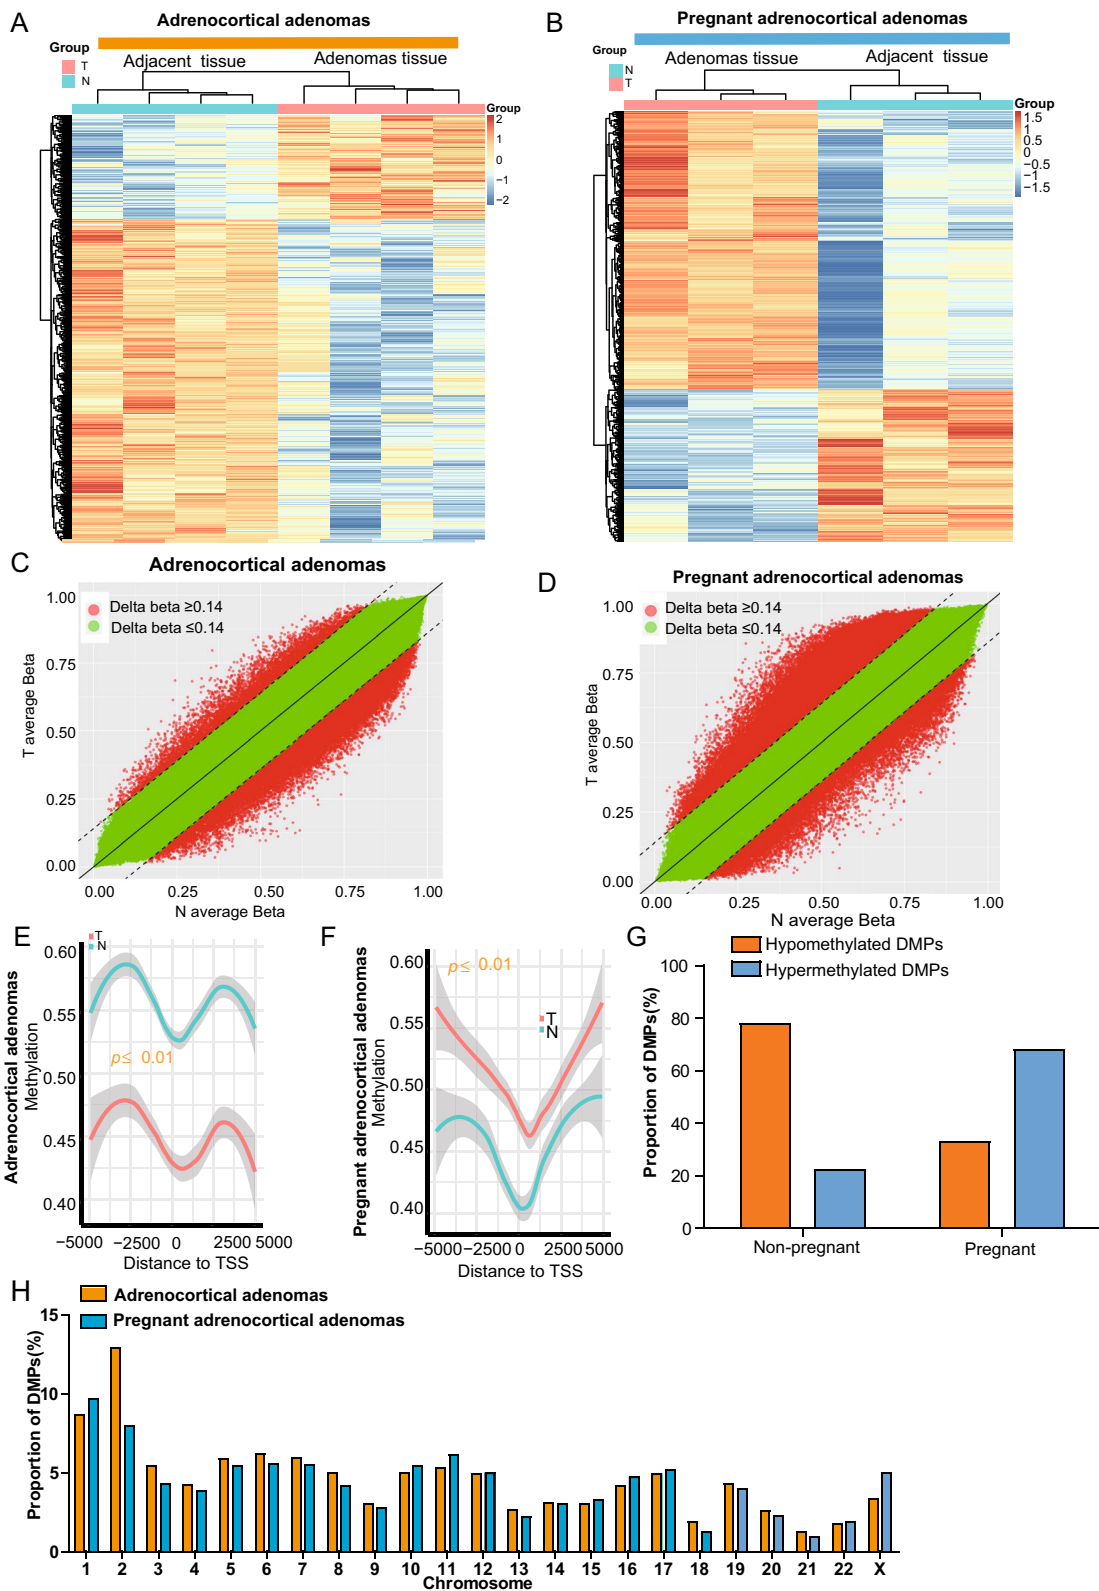 A
Adrenocortical adenomas
Group
T
N
Adjacent tissue
Adenomas tissue
Group
2
1
0
−1
−2
B
Pregnant adrenocortical adenomas
Group
N
T
Adenomas tissue
Adjacent tissue
Group
1.5
1
0.5
0
−0.5
−1
−1.5
C
Adrenocortical adenomas
Delta beta ≥0.14
Delta beta ≤0.14
T average Beta
1.00
0.75
0.50
0.25
0.00
0.00 0.25 0.50 0.75 1.00
N average Beta
D
Pregnant adrenocortical adenomas
Delta beta ≥0.14
Delta beta ≤0.14
T average Beta
1.00
0.75
0.50
0.25
0.00
0.00 0.25 0.50 0.75 1.00
N average Beta
E
T
N
Adrenocortical adenomas
Methylation
0.60
0.55
0.50
0.45
0.40
p≤ 0.01
−5000 −2500 0 2500 5000
Distance to TSS
F
Pregnant adrenocortical adenomas
Methylation
0.60
0.55
0.50
0.45
0.40
p≤ 0.01
T
N
−5000 −2500 0 2500 5000
Distance to TSS
G
Hypomethylated DMPs
Hypermethylated DMPs
Proportion of DMPs(%)
100
80
60
40
20
0
Non-pregnant Pregnant
H
Adrenocortical adenomas
Pregnant adrenocortical adenomas
Proportion of DMPs(%)
15
10
5
0
1 2 3 4 5 6 7 8 9 10 11 12 13 14 15 16 17 18 19 20 21 22 X
Chromosome